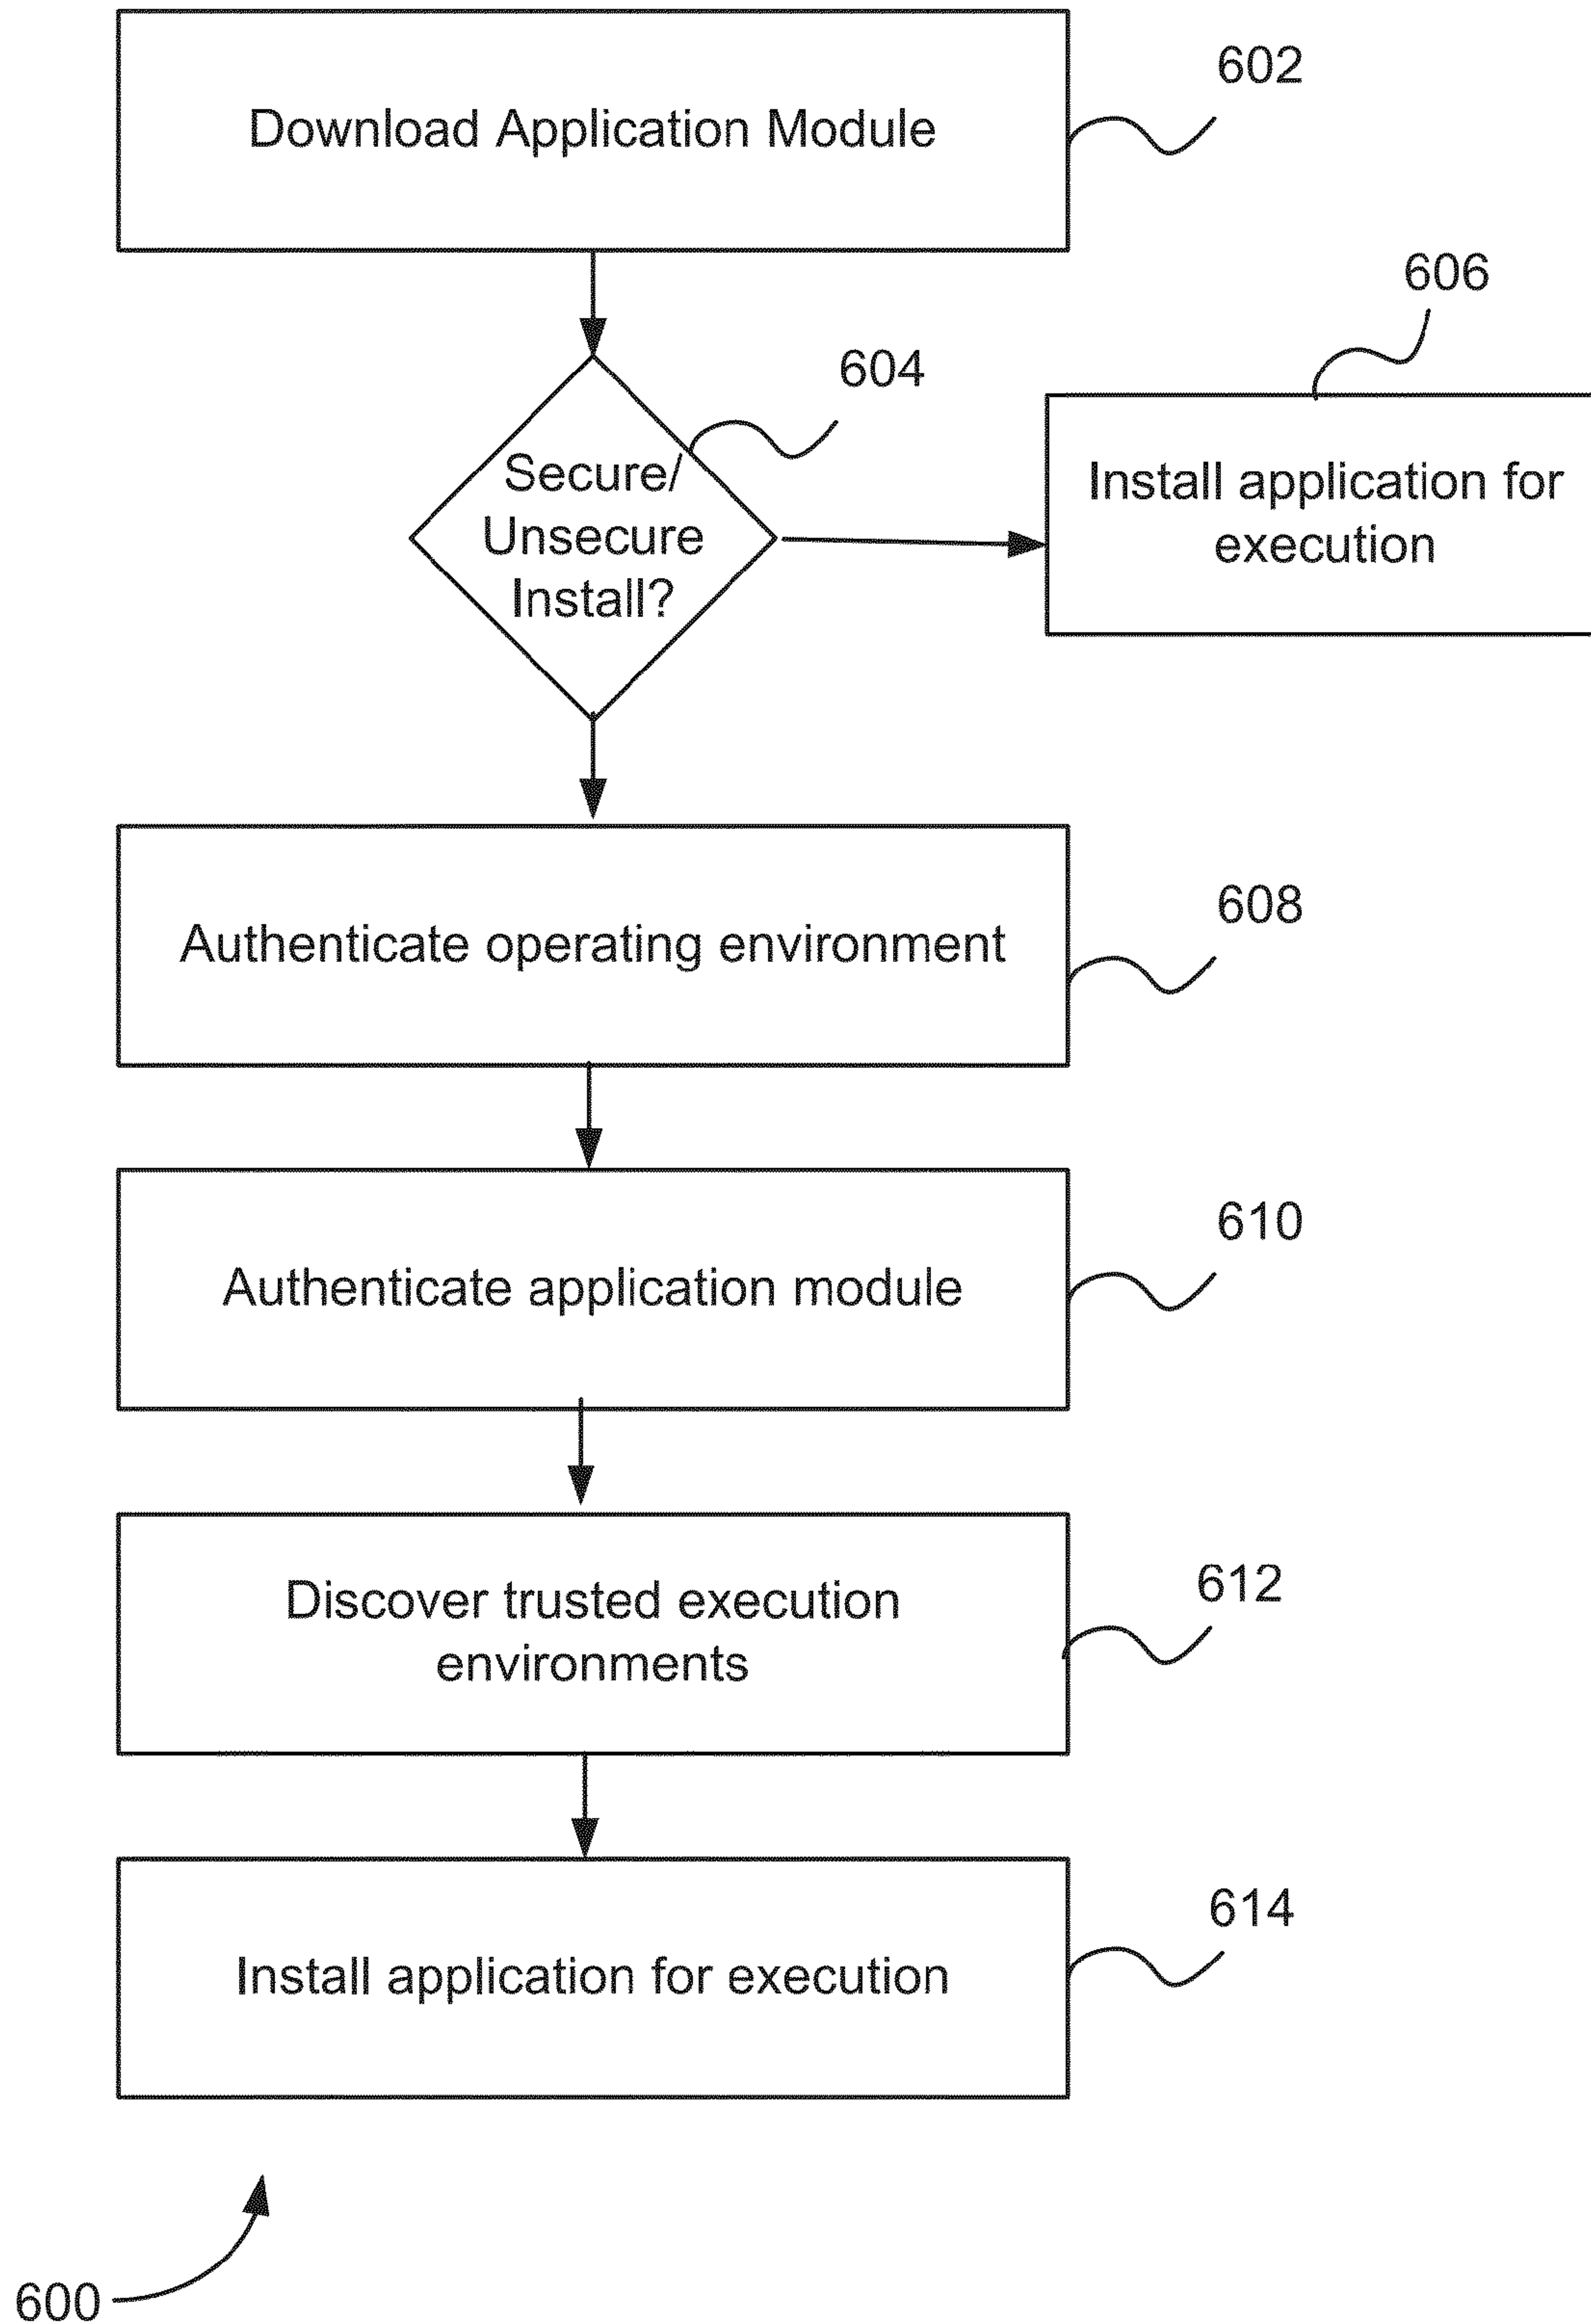 Download Application Module
602
606
604
Secure/
Unsecure
Install?
Install application for
execution
Authenticate operating environment
608
Authenticate application module
610
Discover trusted execution
environments
612
Install application for execution
614
600